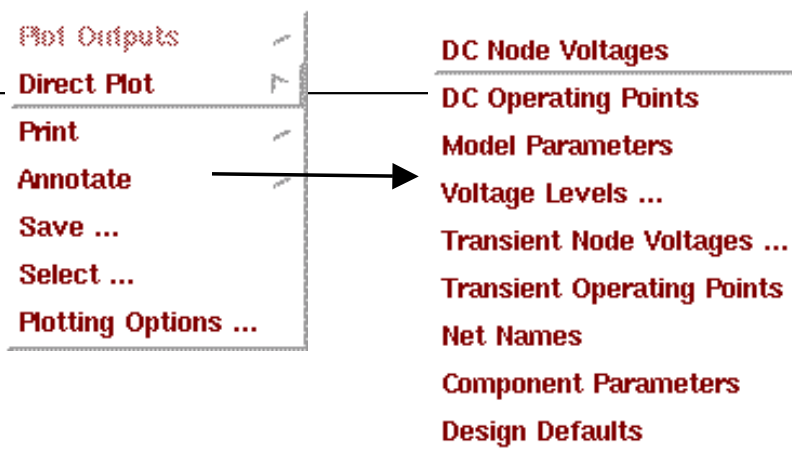 Plot Outputs
Direct Plot
Print
Annotate
Save ...
Select ...
Plotting Options ...
DC Node Voltages
DC Operating Points
Model Parameters
Voltage Levels ...
Transient Node Voltages ...
Transient Operating Points
Net Names
Component Parameters
Design Defaults